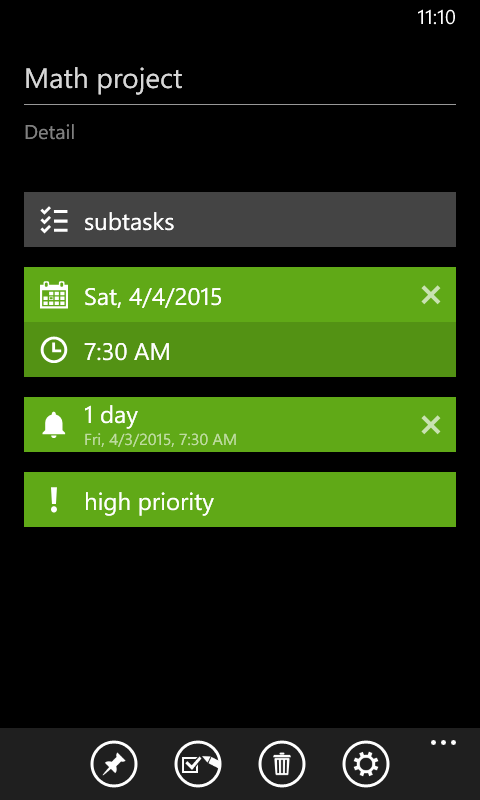 11:10
Math project
Detail
subtasks
Sat, 4/4/2015
7:30 AM
1 day
Fri, 4/3/2015, 7:30 AM
high priority